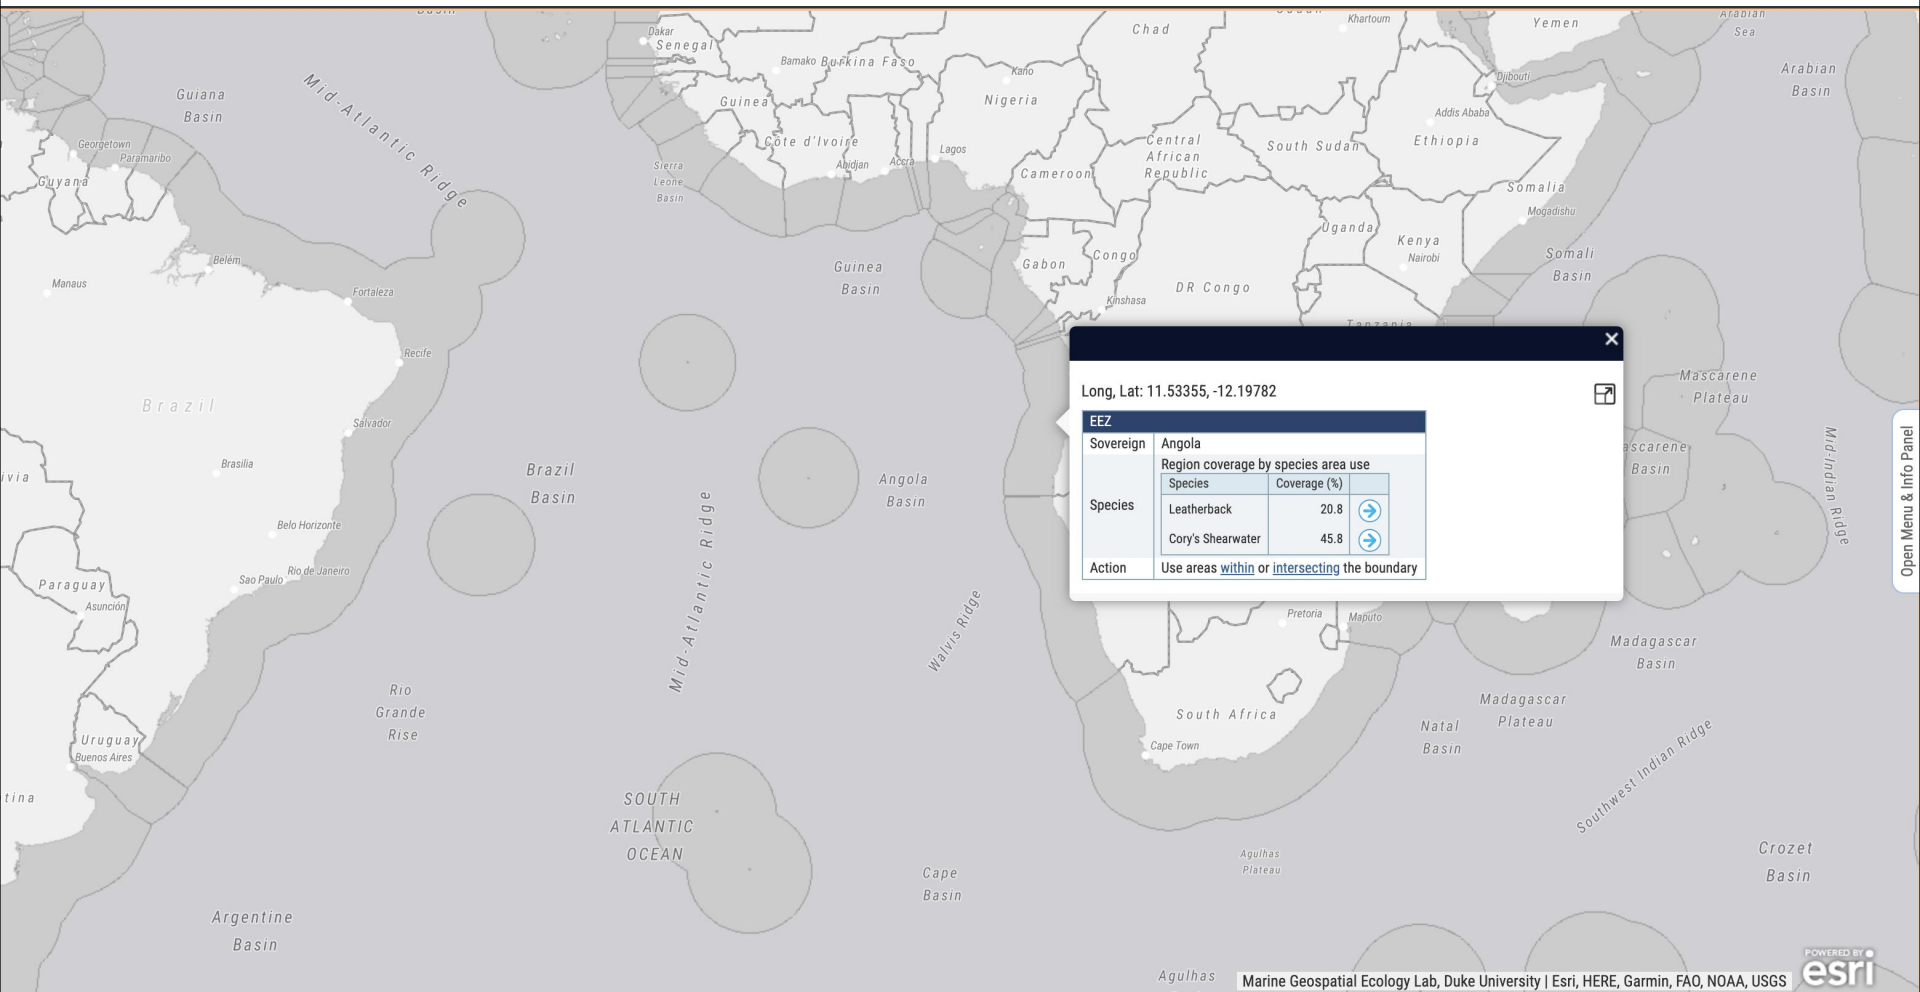 Basin
Arabian
Sea
Khartoum
Yemen
Dakar
Senegal
Chad
Bamako
Burkina Faso
Kano
Djibouti
Arabian
Basin
Guiana
Basin
Mid-Atlantic Ridge
Guinea
Nigeria
Addis Ababa
Ethiopia
Georgetown
Paramaribo
Côte d'Ivoire
Abidjan
Accra
Lagos
Central
African
Republic
South Sudan
Guyana
Sierra
Leone
Basin
Cameroon
Somalia
Mogadishu
Uganda
Kenya
Nairobi
Somali
Basin
Belém
Manaus
Fortaleza
Guinea
Basin
Gabon
Congo
DR Congo
Kinshasa
Tanzania
Recife
Brazil
Salvador
Brasilia
Long, Lat: 11.53355, -12.19782
EEZ
Sovereign Angola
Species
Region coverage by species area use
Species Coverage (%)
Leatherback 20.8
Cory's Shearwater 45.8
Action Use areas within or intersecting the boundary
Mascarene
Plateau
ascarene
Basin
Mid-Indian Ridge
Open Menu & Info Panel
ivia
Brazil
Basin
Angola
Basin
Mid-Atlantic Ridge
Walvis Ridge
Belo Horizonte
Rio de Janeiro
Sao Paulo
Paraguay
Asunción
Pretoria
Maputo
Madagascar
Basin
Rio
Grande
Rise
Madagascar
Plateau
South Africa
Natal
Basin
Southwest Indian Ridge
Uruguay
Buenos Aires
Cape Town
tina
SOUTH
ATLANTIC
OCEAN
Cape
Basin
Agulhas
Plateau
Crozet
Basin
Argentine
Basin
Agulhas
POWERED BY
esri
Marine Geospatial Ecology Lab, Duke University | Esri, HERE, Garmin, FAO, NOAA, USGS